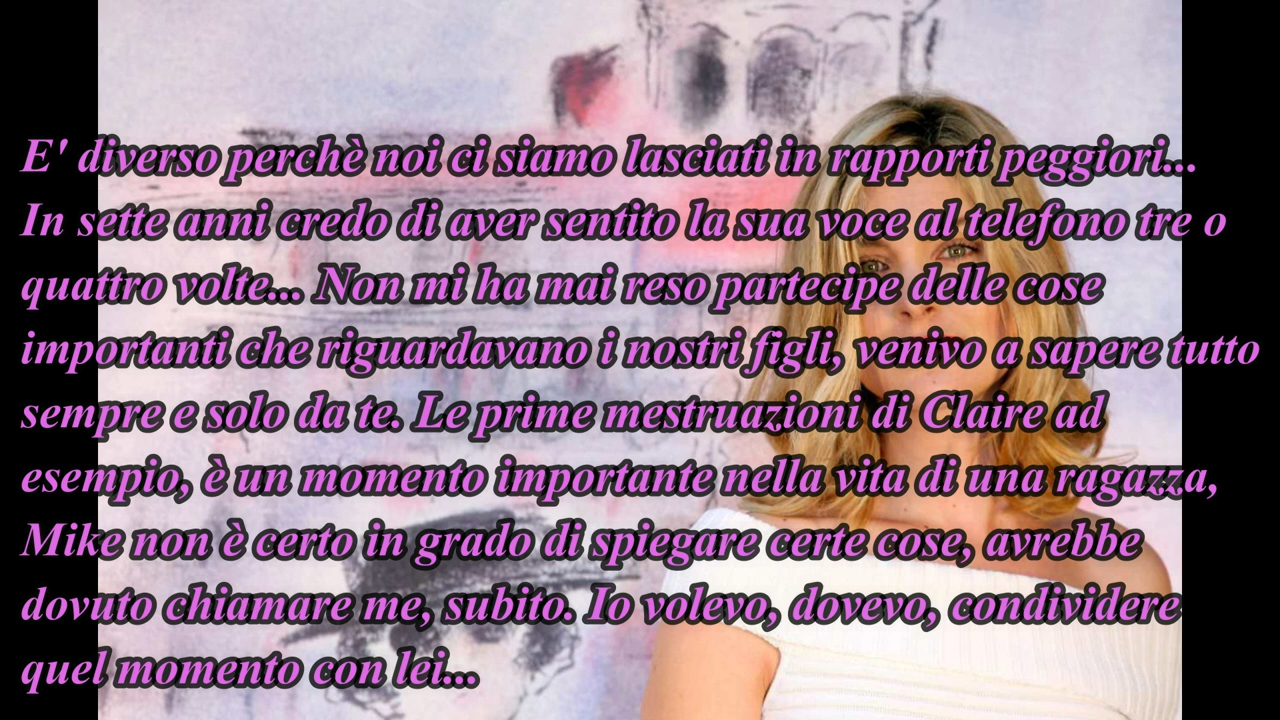 E' diverso perchè noi ci siamo lasciati in rapporti peggiori...
In sette anni credo di aver sentito la sua voce al telefono tre o
quattro volte... Non mi ha mai reso partecipe delle cose
importanti che riguardavano i nostri figli, venivo a sapere tutto
sempre e solo da te. Le prime mestruazioni di Claire ad
esempio, è un momento importante nella vita di una ragazza,
Mike non è certo in grado di spiegare certe cose, avrebbe
dovuto chiamare me, subito. Io volevo, dovevo, condividere
quel momento con lei...